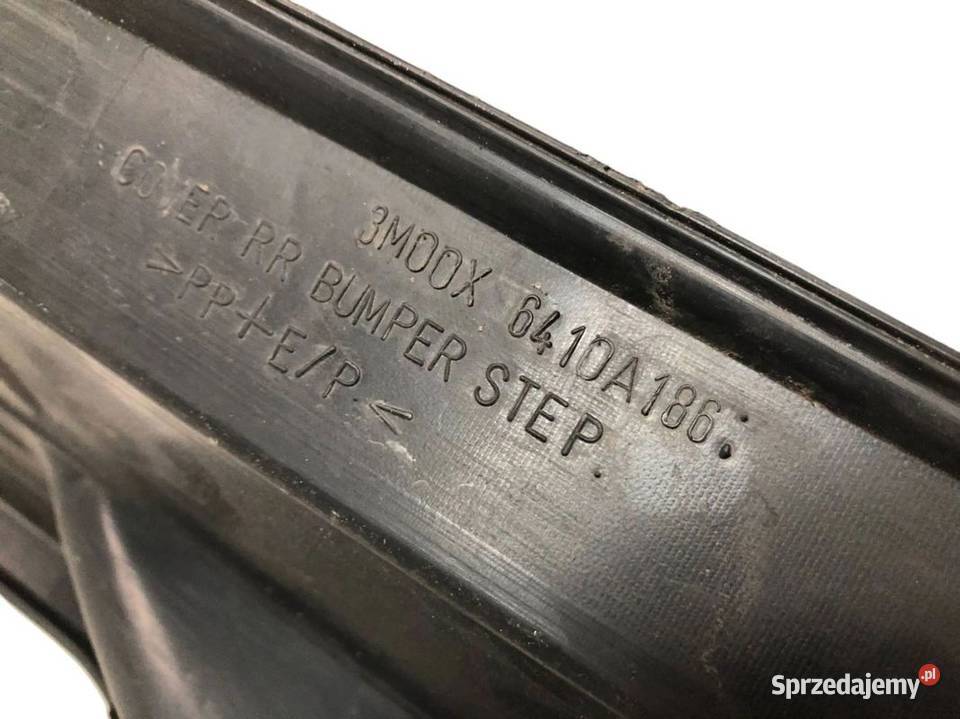 3M00X 6410A186
COVER RR BUMPER STEP
>PP+E/P<
Sprzedajemy.pl